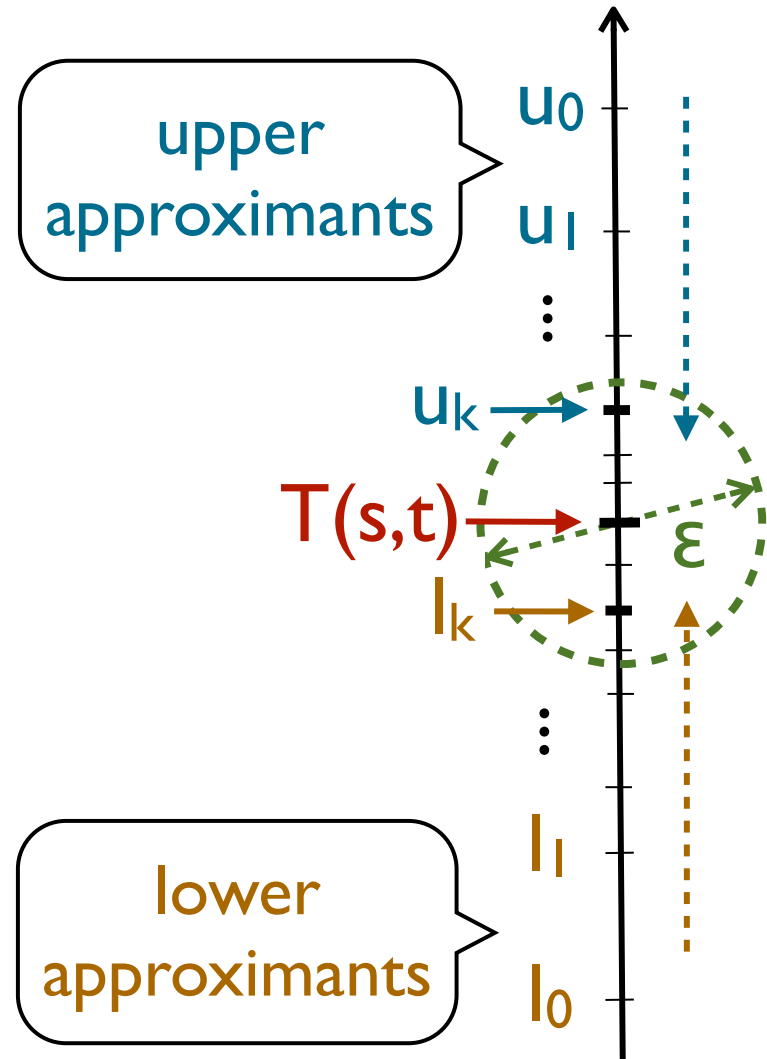 upper
approximants
u₀
u₁
⋮
uₖ
T(s,t)
ε
lₖ
⋮
l₁
lower
approximants
l₀